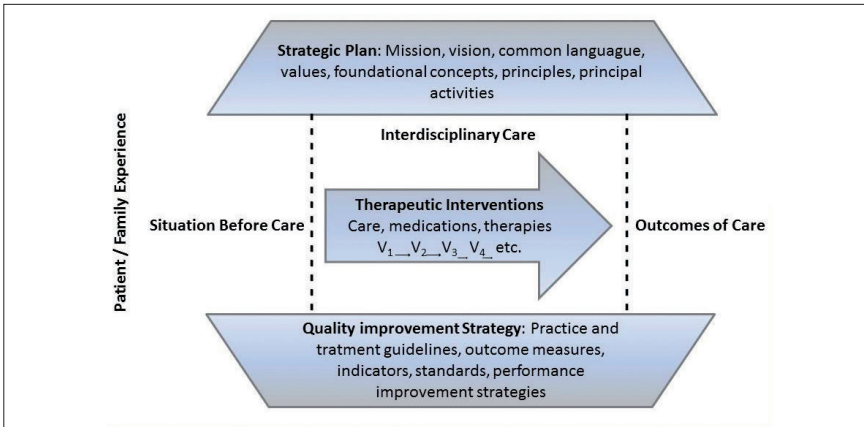 Strategic Plan: Mission, vision, common languague,
values, foundational concepts, principles, principal
activities
Interdisciplinary Care
Patient / Family Experience
Situation Before Care
Therapeutic Interventions
Care, medications, therapies
V1→V2→V3→V4→ etc.
Outcomes of Care
Quality improvement Strategy: Practice and
tratment guidelines, outcome measures,
indicators, standards, performance
improvement strategies